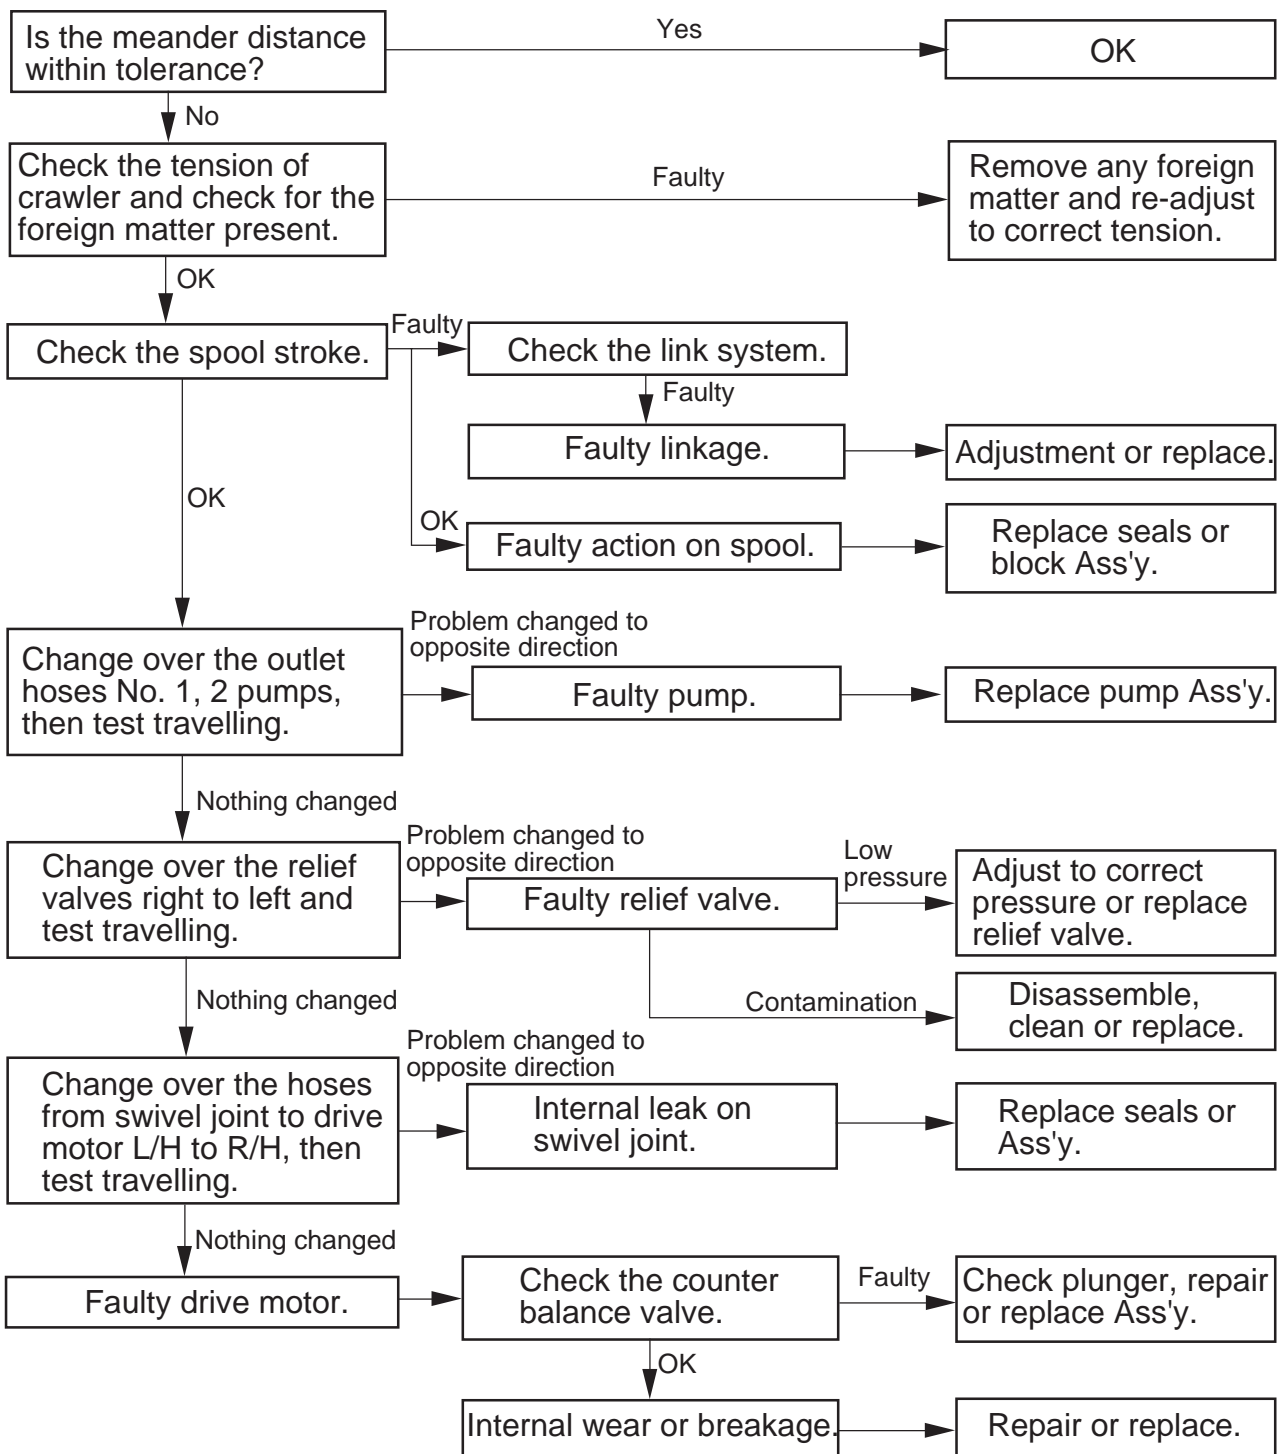 Is the meander distance
within tolerance?
Yes
OK
No
Check the tension of
crawler and check for the
foreign matter present.
Faulty
Remove any foreign
matter and re-adjust
to correct tension.
OK
Check the spool stroke.
Faulty
Check the link system.
Faulty
Faulty linkage.
Adjustment or replace.
OK
OK
Faulty action on spool.
Replace seals or
block Ass'y.
Change over the outlet
hoses No. 1, 2 pumps,
then test travelling.
Problem changed to
opposite direction
Faulty pump.
Replace pump Ass'y.
Nothing changed
Change over the relief
valves right to left and
test travelling.
Problem changed to
opposite direction
Faulty relief valve.
Low
pressure
Adjust to correct
pressure or replace
relief valve.
Contamination
Disassemble,
clean or replace.
Nothing changed
Change over the hoses
from swivel joint to drive
motor L/H to R/H, then
test travelling.
Problem changed to
opposite direction
Internal leak on
swivel joint.
Replace seals or
Ass'y.
Nothing changed
Faulty drive motor.
Check the counter
balance valve.
Faulty
Check plunger, repair
or replace Ass'y.
OK
Internal wear or breakage.
Repair or replace.